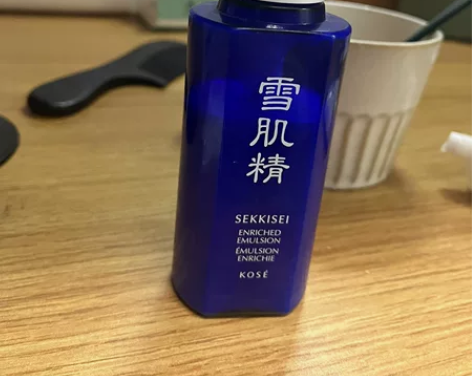 雪
肌
精
SEKKISEI
ENRICHED
EMULSION
ÉMULSION
ENRICHIE
KOSÉ